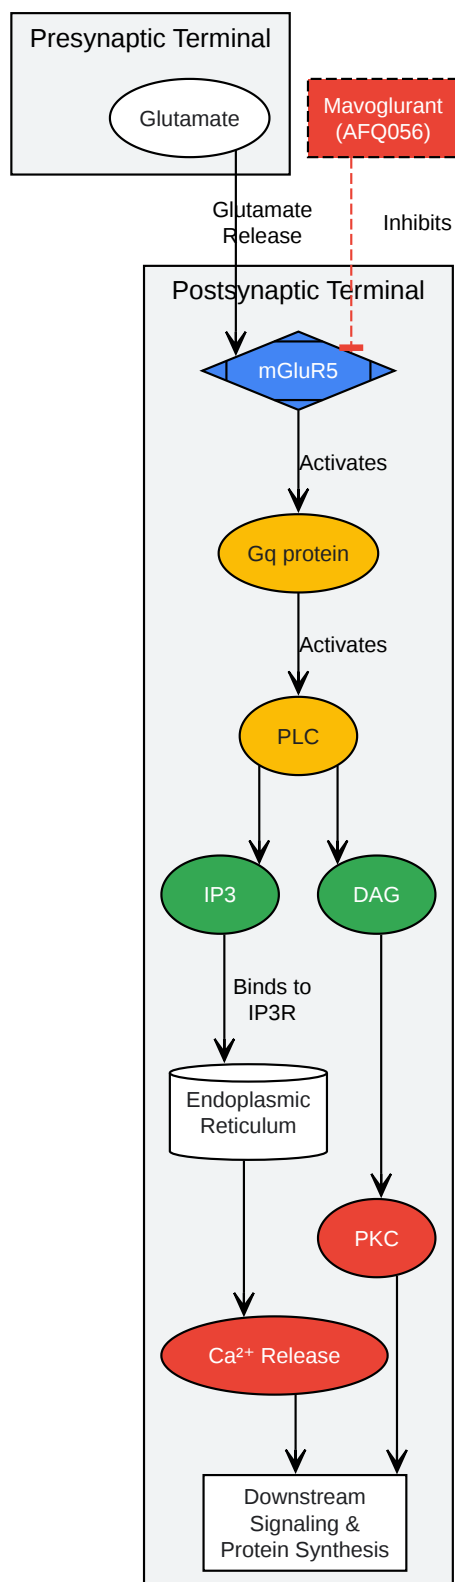 Presynaptic Terminal
Glutamate
Mavoglurant
(AFQ056)
Glutamate
Release
Inhibits
Postsynaptic Terminal
mGluR5
Activates
Gq protein
Activates
PLC
IP3
DAG
Binds to
IP3R
Endoplasmic
Reticulum
PKC
Ca²⁺ Release
Downstream
Signaling &
Protein Synthesis